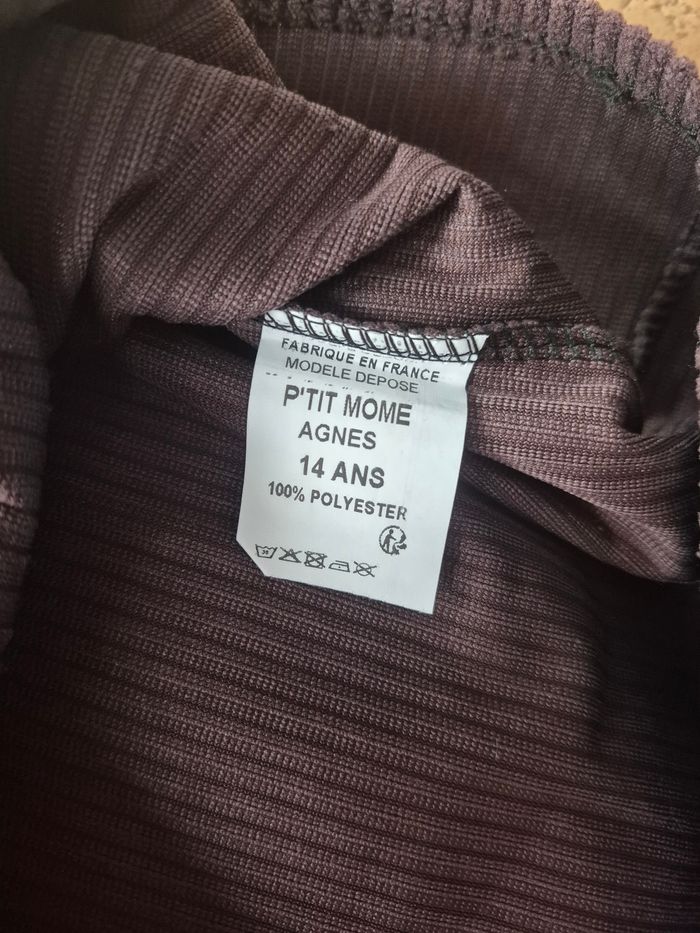 FABRIQUE EN FRANCE
MODELE DEPOSE
P'TIT MOME
AGNES
14 ANS
100% POLYESTER